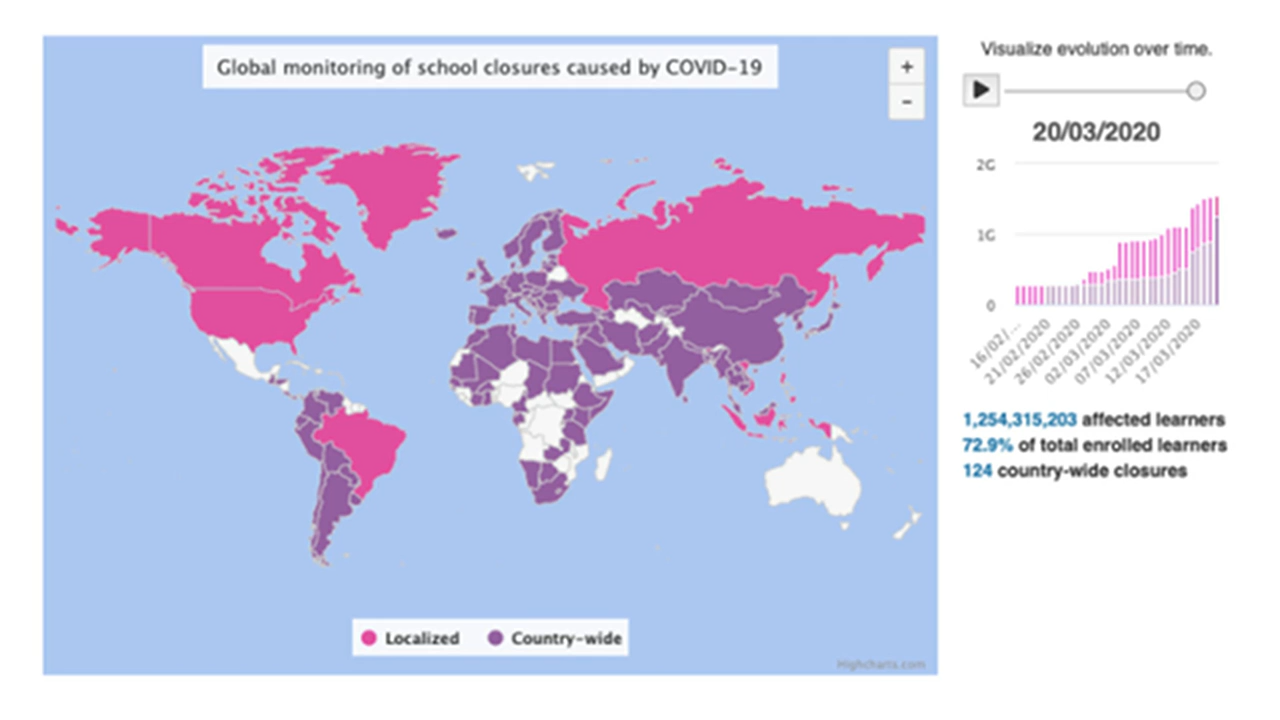 Global monitoring of school closures caused by COVID-19
+
-
Localized
Country-wide
Highcharts.com
Visualize evolution over time.
20/03/2020
2G
1G
0
16/02/...
21/02/2020
26/02/2020
02/03/2020
07/03/2020
12/03/2020
17/03/2020
1,254,315,203 affected learners
72.9% of total enrolled learners
124 country-wide closures